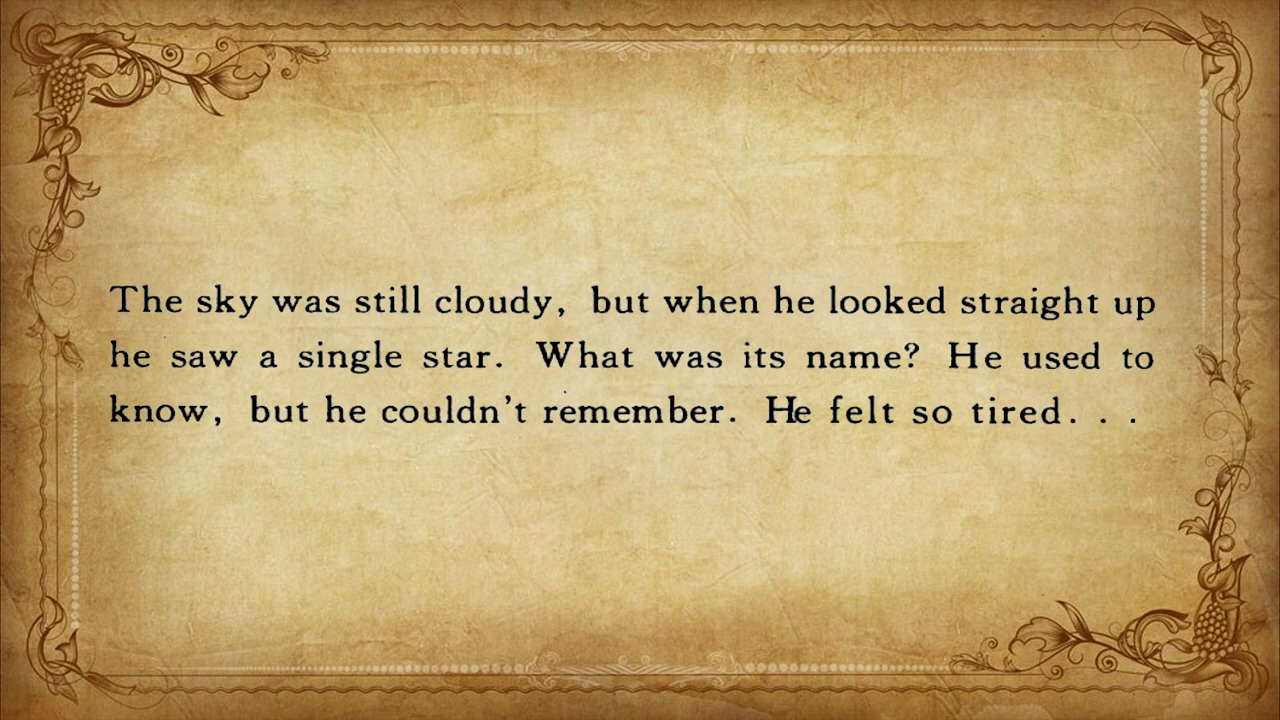 The sky was still cloudy, but when he looked straight up
he saw a single star. What was its name? He used to
know, but he couldn't remember. He felt so tired. . .